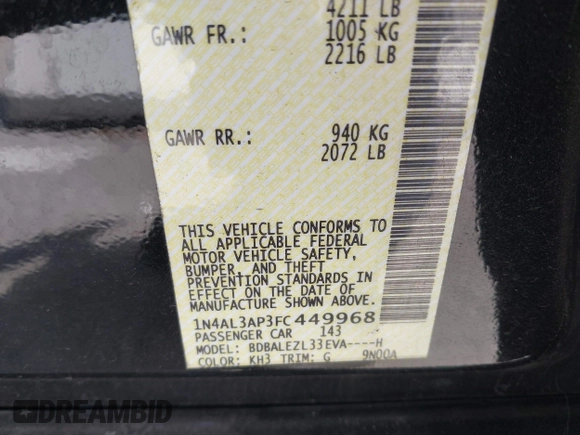 4211 LB
GAWR FR.: 1005 KG
2216 LB
GAWR RR.: 940 KG
2072 LB
THIS VEHICLE CONFORMS TO
ALL APPLICABLE FEDERAL
MOTOR VEHICLE SAFETY,
BUMPER, AND THEFT
PREVENTION STANDARDS IN
EFFECT ON THE DATE OF
MANUFACTURE SHOWN ABOVE.
1N4AL3AP3FC449968
PASSENGER CAR 143
MODEL: BDBALEZL33EVA----H
COLOR: KH3 TRIM: G 9N00A
DREAMBID